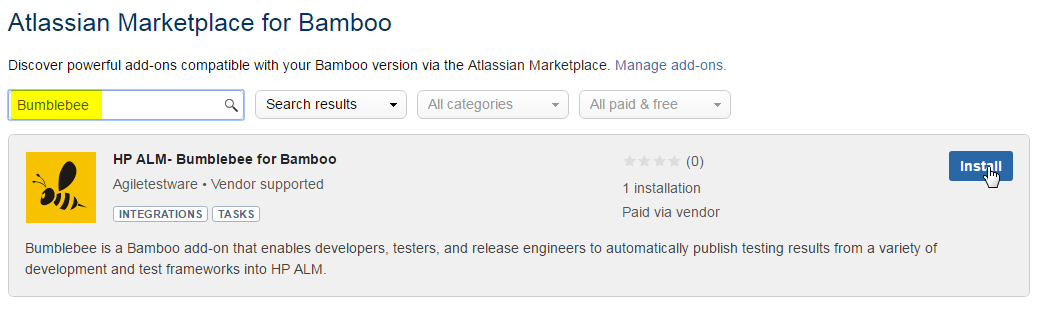 Atlassian Marketplace for Bamboo
Discover powerful add-ons compatible with your Bamboo version via the Atlassian Marketplace. Manage add-ons.
Bumblebee Search results All categories All paid & free
HP ALM- Bumblebee for Bamboo (0) Install
Agiletestware • Vendor supported 1 installation
INTEGRATIONS TASKS Paid via vendor
Bumblebee is a Bamboo add-on that enables developers, testers, and release engineers to automatically publish testing results from a variety of
development and test frameworks into HP ALM.